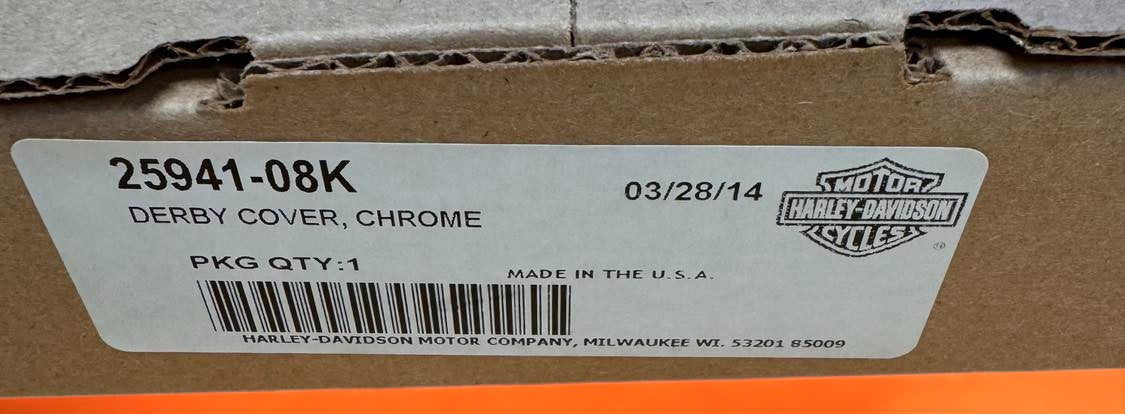 25941-08K
DERBY COVER, CHROME
03/28/14
MOTOR
HARLEY-DAVIDSON
CYCLES
PKG QTY:1
MADE IN THE U.S.A.
HARLEY-DAVIDSON MOTOR COMPANY, MILWAUKEE WI. 53201 85009